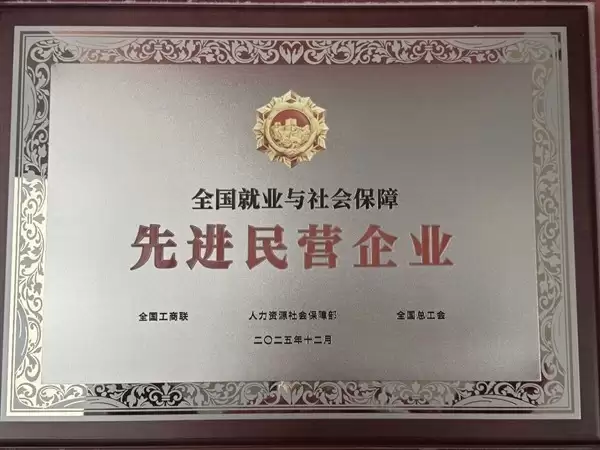 全国就业与社会保障
先进民营企业
全国工商联 人力资源社会保障部 全国总工会
二〇二五年十二月